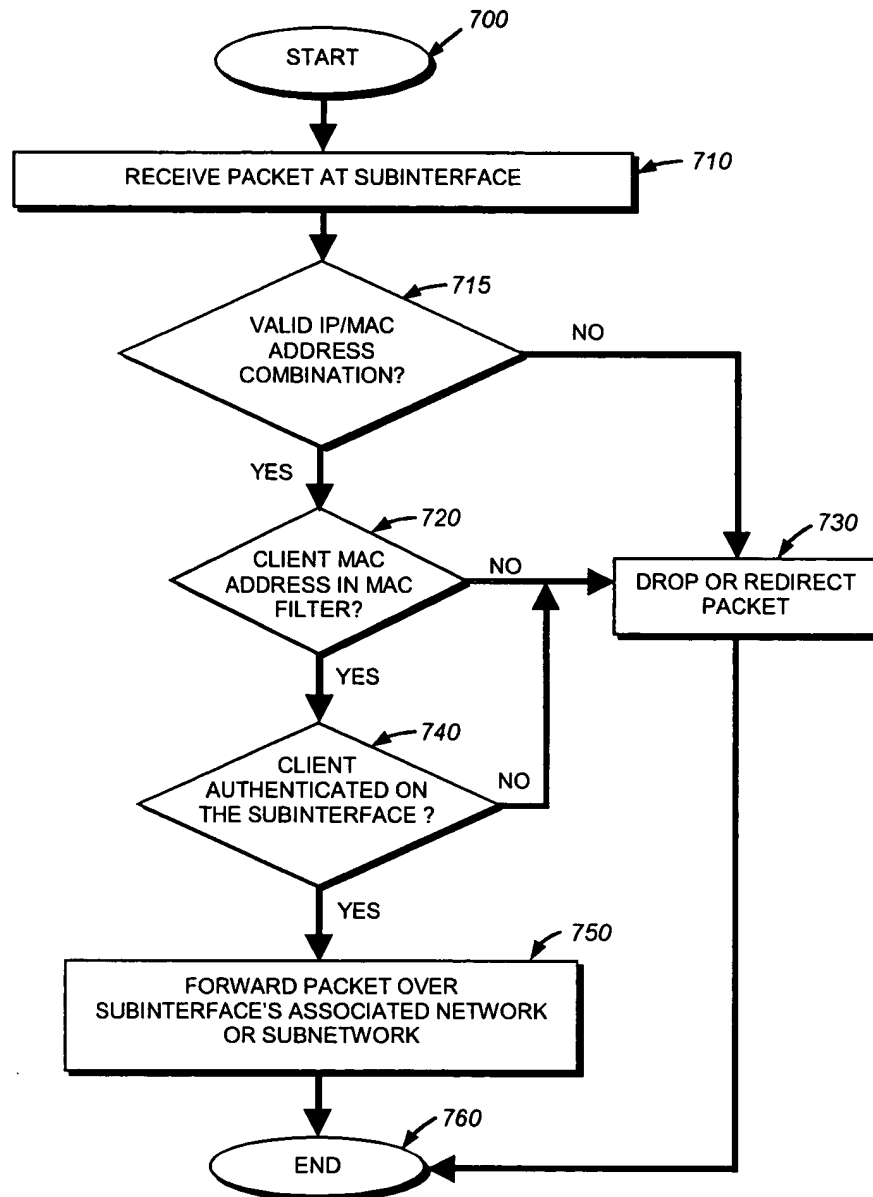 700
START
710
RECEIVE PACKET AT SUBINTERFACE
715
VALID IP/MAC
ADDRESS
COMBINATION?
NO
YES
720
CLIENT MAC
ADDRESS IN MAC
FILTER?
NO
730
DROP OR REDIRECT
PACKET
YES
740
CLIENT
AUTHENTICATED ON
THE SUBINTERFACE ?
NO
YES
750
FORWARD PACKET OVER
SUBINTERFACE'S ASSOCIATED NETWORK
OR SUBNETWORK
760
END